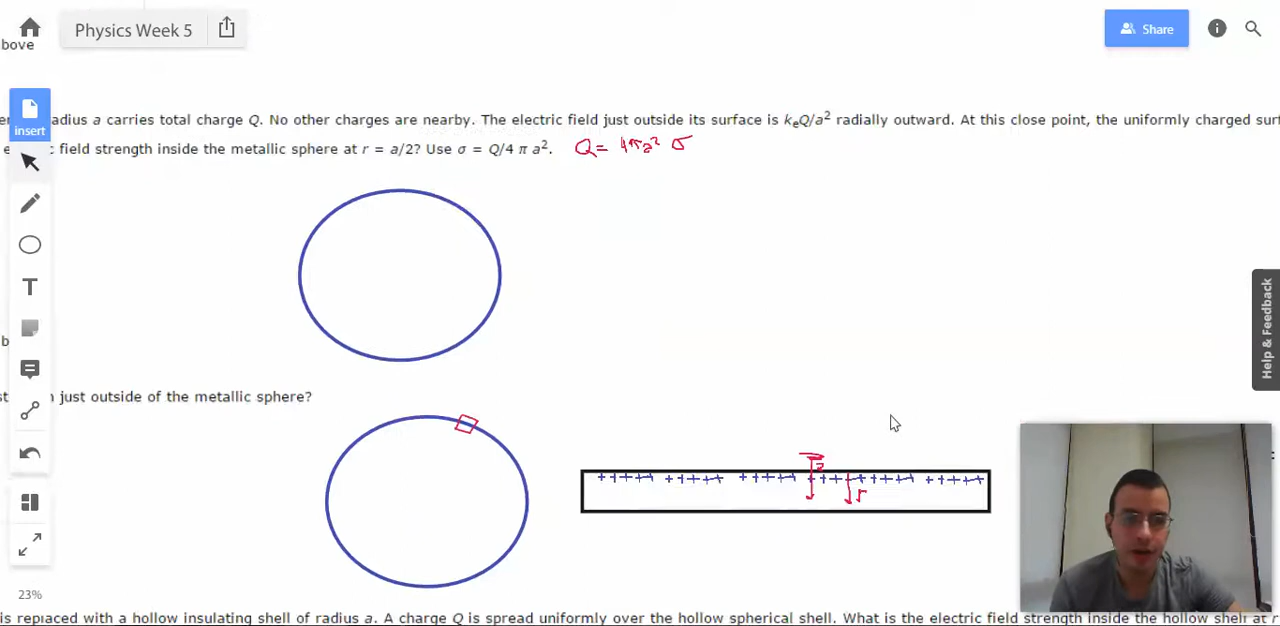 Physics Week 5
Share
bove
insert
adius a carries total charge Q. No other charges are nearby. The electric field just outside its surface is kₑQ/a² radially outward. At this close point, the uniformly charged sur
field strength inside the metallic sphere at r = a/2? Use σ = Q/4 π a². Q= 4πa² σ
T
Help & Feedback
b
just outside of the metallic sphere?
+++++ +++++ +++++ +++++ ++++ +++++
r
23%
is replaced with a hollow insulating shell of radius a. A charge Q is spread uniformly over the hollow spherical shell. What is the electric field strength inside the hollow shell at r